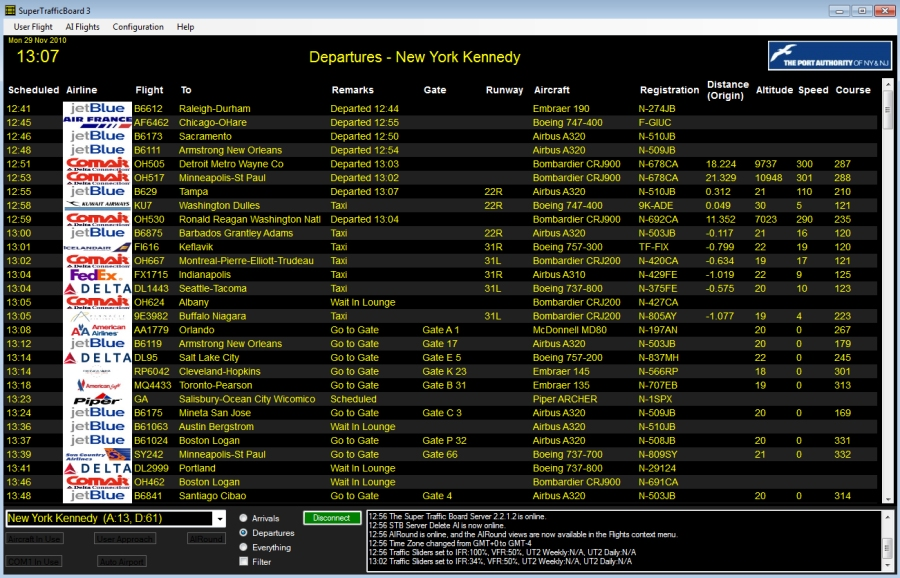 SuperTrafficBoard 3
User Flight AI Flights Configuration Help
Mon 29 Nov 2010
13:07
Departures - New York Kennedy
THE PORT AUTHORITY OF NY & NJ
Scheduled Airline Flight To Remarks Gate Runway Aircraft Registration Distance (Origin) Altitude Speed Course
12:41 jetBlue B6612 Raleigh-Durham Departed 12:44 Embraer 190 N-274JB
12:45 AIR FRANCE AF6462 Chicago-OHare Departed 12:55 Boeing 747-400 F-GIUC
12:46 jetBlue B6173 Sacramento Departed 12:50 Airbus A320 N-510JB
12:48 jetBlue B6111 Armstrong New Orleans Departed 12:54 Airbus A320 N-509JB
12:51 Comair OH505 Detroit Metro Wayne Co Departed 13:03 Bombardier CRJ900 N-678CA 18.224 9737 300 287
12:53 Comair OH517 Minneapolis-St Paul Departed 13:02 Bombardier CRJ900 N-678CA 21.329 10948 301 288
12:55 jetBlue B629 Tampa Departed 13:07 22R Airbus A320 N-510JB 0.312 21 110 210
12:58 KUWAIT AIRWAYS KU7 Washington Dulles Taxi 22R Boeing 747-400 9K-ADE 0.049 30 5 121
12:59 Comair OH530 Ronald Reagan Washington Natl Departed 13:04 Bombardier CRJ900 N-692CA 11.352 7023 290 235
13:00 jetBlue B6875 Barbados Grantley Adams Taxi 22R Airbus A320 N-503JB -0.117 21 16 120
13:01 ICELANDAIR FI616 Keflavik Taxi 31R Boeing 757-300 TF-FIX -0.799 22 19 120
13:02 Comair OH667 Montreal-Pierre-Elliott-Trudeau Taxi 31L Bombardier CRJ200 N-420CA -0.634 19 17 121
13:04 FedEx FX1715 Indianapolis Taxi 31R Airbus A310 N-429FE -1.019 22 9 125
13:04 DELTA DL1443 Seattle-Tacoma Taxi 31L Boeing 737-800 N-375FE -0.575 20 10 123
13:05 Comair OH624 Albany Wait In Lounge Bombardier CRJ200 N-427CA
13:05 9E3982 Buffalo Niagara Taxi 31L Bombardier CRJ200 N-805AY -1.077 19 4 223
13:08 American Airlines AA1779 Orlando Go to Gate Gate A 1 McDonnell MD80 N-197AN 20 0 267
13:12 jetBlue B6119 Armstrong New Orleans Go to Gate Gate 17 Airbus A320 N-503JB 20 0 179
13:14 DELTA DL95 Salt Lake City Go to Gate Gate E 5 Boeing 757-200 N-837MH 22 0 245
13:14 RP6042 Cleveland-Hopkins Go to Gate Gate K 23 Embraer 145 N-566RP 18 0 301
13:18 American MQ4433 Toronto-Pearson Go to Gate Gate B 31 Embraer 135 N-707EB 19 0 313
13:23 Piper GA Salisbury-Ocean City Wicomico Scheduled Piper ARCHER N-1SPX
13:24 jetBlue B6175 Mineta San Jose Go to Gate Gate C 3 Airbus A320 N-509JB 20 0 169
13:36 jetBlue B61063 Austin Bergstrom Wait In Lounge Airbus A320 N-510JB
13:37 jetBlue B61024 Boston Logan Go to Gate Gate P 32 Airbus A320 N-508JB 20 0 331
13:39 Sun Country Airlines SY242 Minneapolis-St Paul Go to Gate Gate 66 Boeing 737-700 N-809SY 21 0 332
13:41 DELTA DL2999 Portland Wait In Lounge Boeing 737-800 N-29124
13:46 Comair OH462 Boston Logan Wait In Lounge Bombardier CRJ900 N-691CA
13:48 jetBlue B6841 Santiago Cibao Go to Gate Gate 4 Airbus A320 N-503JB 20 0 314
New York Kennedy (A:13, D:61)
Aircraft In Use User Approach AIRound
COM1 In Use Auto Airport
Arrivals
Departures
Everything
Filter
Disconnect
12:56 The Super Traffic Board Server 2.2.1.2 is online.
12:56 STB Server Delete AI is now online.
12:56 AIRound is online, and the AIRound views are now available in the Flights context menu.
12:56 Time Zone changed from GMT+0 to GMT-4
12:56 Traffic Sliders set to IFR:100%, VFR:50%, UT2 Weekly:N/A, UT2 Daily:N/A
13:02 Traffic Sliders set to IFR:34%, VFR:50%, UT2 Weekly:N/A, UT2 Daily:N/A